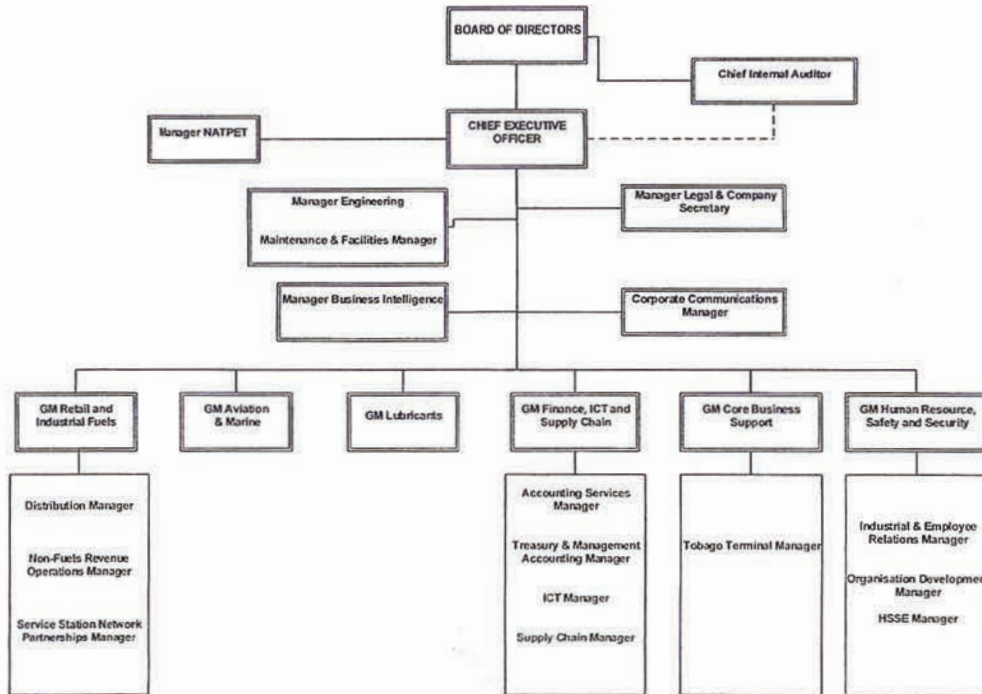 BOARD OF DIRECTORS
Chief Internal Auditor
Manager NATPET
CHIEF EXECUTIVE
OFFICER
Manager Engineering
Maintenance & Facilities Manager
Manager Legal & Company
Secretary
Manager Business Intelligence
Corporate Communications
Manager
GM Retail and
Industrial Fuels
GM Aviation
& Marine
GM Lubricants
GM Finance, ICT and
Supply Chain
GM Core Business
Support
GM Human Resource,
Safety and Security
Distribution Manager
Non-Fuels Revenue
Operations Manager
Service Station Network
Partnerships Manager
Accounting Services
Manager
Treasury & Management
Accounting Manager
ICT Manager
Supply Chain Manager
Tobago Terminal Manager
Industrial & Employee
Relations Manager
Organisation Development
Manager
HSSE Manager